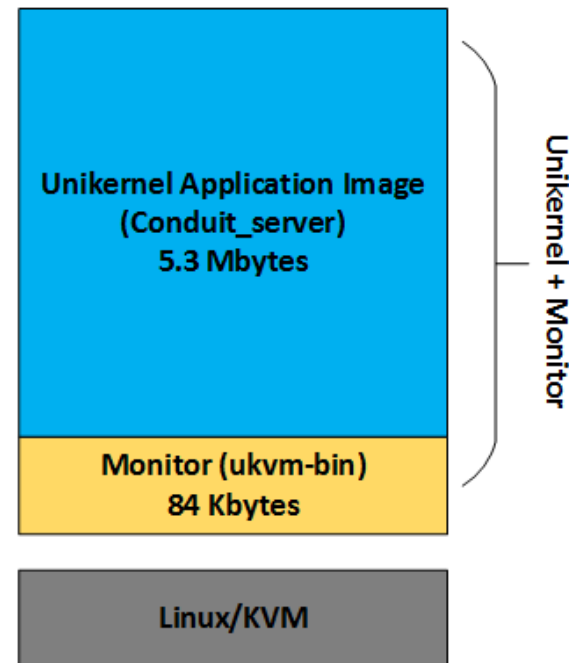 Unikernel Application Image
(Conduit_server)
5.3 Mbytes
Unikernel + Monitor
Monitor (ukvm-bin)
84 Kbytes
Linux/KVM